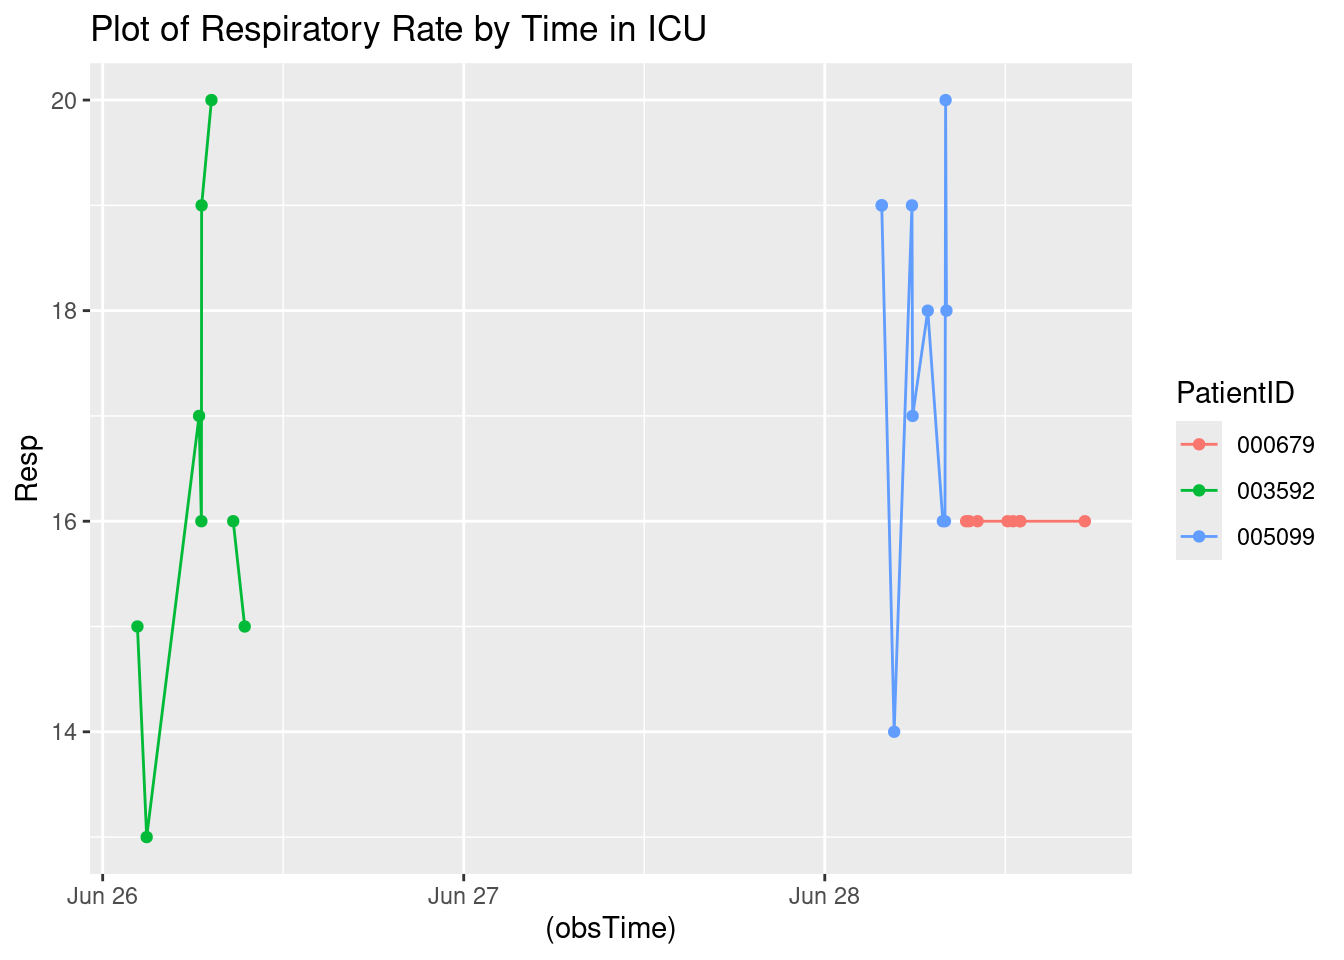 Plot of Respiratory Rate by Time in ICU
20
18
16
14
Resp
Jun 26
Jun 27
Jun 28
(obsTime)
PatientID
000679
003592
005099